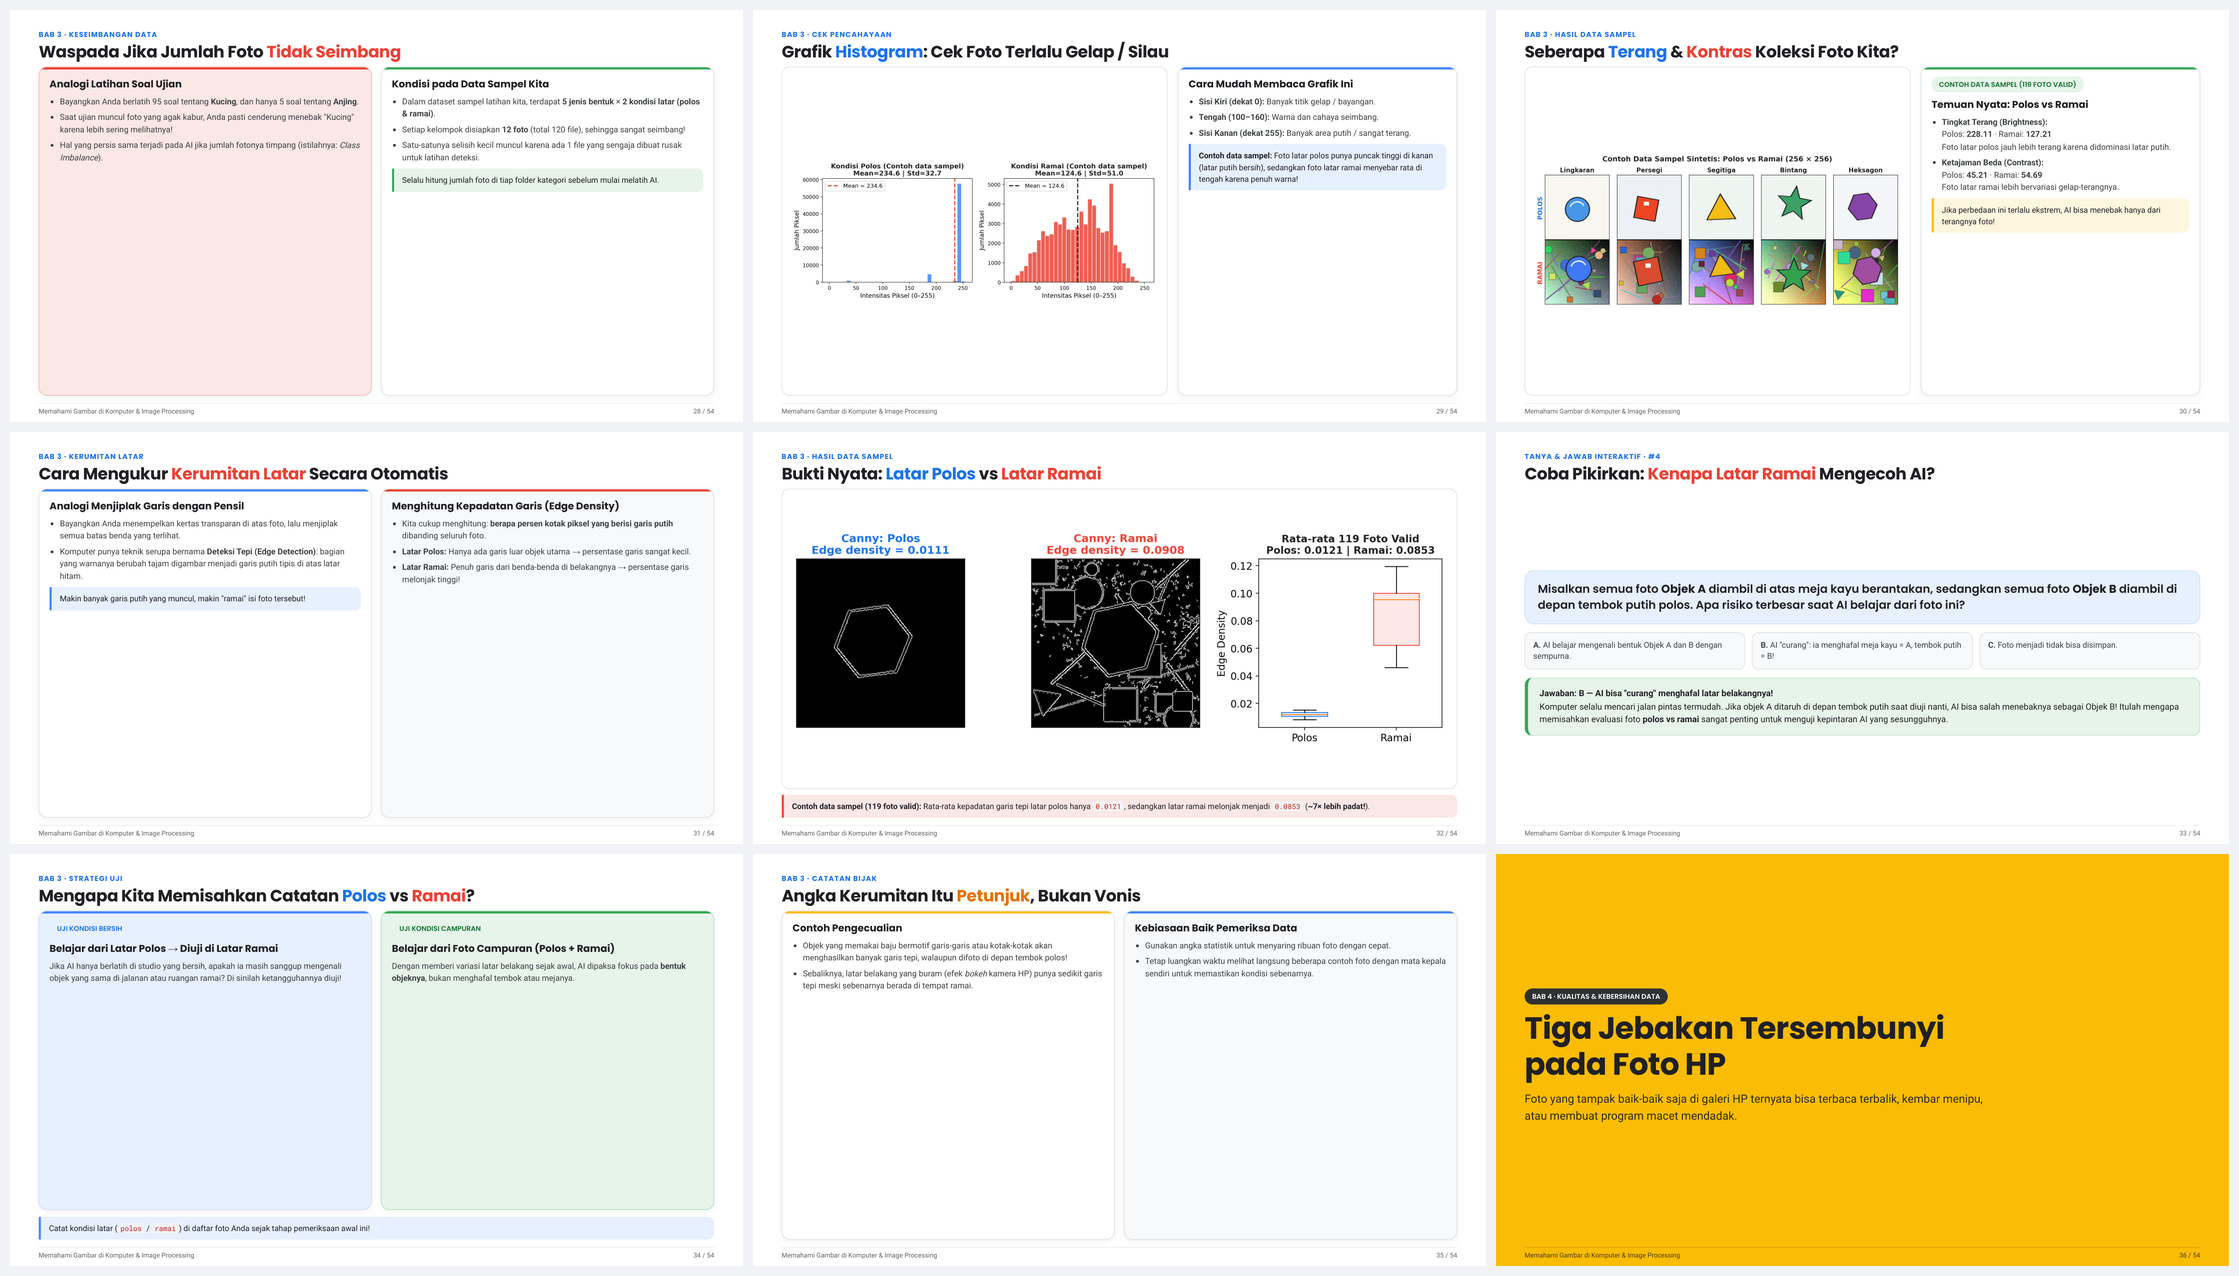 BAB 3 · KESEIMBANGAN DATA
Waspada Jika Jumlah Foto Tidak Seimbang
Analogi Latihan Soal Ujian
• Bayangkan Anda berlatih 95 soal tentang Kucing, dan hanya 5 soal tentang Anjing.
• Saat ujian muncul foto yang agak kabur, Anda pasti cenderung menebak "Kucing"
karena lebih sering melihatnya!
• Hal yang persis sama terjadi pada AI jika jumlah fotonya timpang (istilahnya: Class
Imbalance).
Kondisi pada Data Sampel Kita
• Dalam dataset sampel latihan kita, terdapat 5 jenis bentuk × 2 kondisi latar (polos
& ramai).
• Setiap kelompok disiapkan 12 foto (total 120 file), sehingga sangat seimbang!
• Satu-satunya selisih kecil muncul karena ada 1 file yang sengaja dibuat rusak
untuk latihan deteksi.
Selalu hitung jumlah foto di tiap folder kategori sebelum mulai melatih AI.
Memahami Gambar di Komputer & Image Processing
28 / 54
BAB 3 · CEK PENCAHAYAAN
Grafik Histogram: Cek Foto Terlalu Gelap / Silau
Kondisi Polos (Contoh data sampel)
Mean=234.6 | Std=32.7
Mean = 234.6
Jumlah Piksel
60000
50000
40000
30000
20000
10000
0
0 50 100 150 200 250
Intensitas Piksel (0–255)
Kondisi Ramai (Contoh data sampel)
Mean=124.6 | Std=51.0
Mean = 124.6
Jumlah Piksel
5000
4000
3000
2000
1000
0
0 50 100 150 200 250
Intensitas Piksel (0–255)
Cara Mudah Membaca Grafik Ini
• Sisi Kiri (dekat 0): Banyak titik gelap / bayangan.
• Tengah (100–160): Warna dan cahaya seimbang.
• Sisi Kanan (dekat 255): Banyak area putih / sangat terang.
Contoh data sampel: Foto latar polos punya puncak tinggi di kanan
(latar putih bersih), sedangkan foto latar ramai menyebar rata di
tengah karena penuh warna!
Memahami Gambar di Komputer & Image Processing
29 / 54
BAB 3 · HASIL DATA SAMPEL
Seberapa Terang & Kontras Koleksi Foto Kita?
Contoh Data Sampel Sintetis: Polos vs Ramai (256 × 256)
Lingkaran Persegi Segitiga Bintang Heksagon
POLOS
RAMAI
CONTOH DATA SAMPEL (119 FOTO VALID)
Temuan Nyata: Polos vs Ramai
• Tingkat Terang (Brightness):
Polos: 228.11 · Ramai: 127.21
Foto latar polos jauh lebih terang karena didominasi latar putih.
• Ketajaman Beda (Contrast):
Polos: 45.21 · Ramai: 54.69
Foto latar ramai lebih bervariasi gelap-terangnya.
Jika perbedaan ini terlalu ekstrem, AI bisa menebak hanya dari
terangnya foto!
Memahami Gambar di Komputer & Image Processing
30 / 54
BAB 3 · KERUMITAN LATAR
Cara Mengukur Kerumitan Latar Secara Otomatis
Analogi Menjiplak Garis dengan Pensil
• Bayangkan Anda menempelkan kertas transparan di atas foto, lalu menjiplak
semua batas benda yang terlihat.
• Komputer punya teknik serupa bernama Deteksi Tepi (Edge Detection): bagian
yang warnanya berubah tajam digambar menjadi garis putih tipis di atas latar
hitam.
Makin banyak garis putih yang muncul, makin "ramai" isi foto tersebut!
Menghitung Kepadatan Garis (Edge Density)
• Kita cukup menghitung: berapa persen kotak piksel yang berisi garis putih
dibanding seluruh foto.
• Latar Polos: Hanya ada garis luar objek utama → persentase garis sangat kecil.
• Latar Ramai: Penuh garis dari benda-benda di belakangnya → persentase garis
melonjak tinggi!
Memahami Gambar di Komputer & Image Processing
31 / 54
BAB 3 · HASIL DATA SAMPEL
Bukti Nyata: Latar Polos vs Latar Ramai
Canny: Polos
Edge density = 0.0111
Canny: Ramai
Edge density = 0.0908
Rata-rata 119 Foto Valid
Polos: 0.0121 | Ramai: 0.0853
Edge Density
0.12
0.10
0.08
0.06
0.04
0.02
Polos Ramai
Contoh data sampel (119 foto valid): Rata-rata kepadatan garis tepi latar polos hanya 0.0121 , sedangkan latar ramai melonjak menjadi 0.0853 (~7× lebih padat!).
Memahami Gambar di Komputer & Image Processing
32 / 54
TANYA & JAWAB INTERAKTIF · #4
Coba Pikirkan: Kenapa Latar Ramai Mengecoh AI?
Misalkan semua foto Objek A diambil di atas meja kayu berantakan, sedangkan semua foto Objek B diambil di
depan tembok putih polos. Apa risiko terbesar saat AI belajar dari foto ini?
A. AI belajar mengenali bentuk Objek A dan B dengan
sempurna.
B. AI "curang": ia menghafal meja kayu = A, tembok putih
= B!
C. Foto menjadi tidak bisa disimpan.
Jawaban: B — AI bisa "curang" menghafal latar belakangnya!
Komputer selalu mencari jalan pintas termudah. Jika objek A ditaruh di depan tembok putih saat diuji nanti, AI bisa salah menebaknya sebagai Objek B! Itulah mengapa
memisahkan evaluasi foto polos vs ramai sangat penting untuk menguji kepintaran AI yang sesungguhnya.
Memahami Gambar di Komputer & Image Processing
33 / 54
BAB 3 · STRATEGI UJI
Mengapa Kita Memisahkan Catatan Polos vs Ramai?
UJI KONDISI BERSIH
Belajar dari Latar Polos → Diuji di Latar Ramai
Jika AI hanya berlatih di studio yang bersih, apakah ia masih sanggup mengenali
objek yang sama di jalanan atau ruangan ramai? Di sinilah ketangguhannya diuji!
UJI KONDISI CAMPURAN
Belajar dari Foto Campuran (Polos + Ramai)
Dengan memberi variasi latar belakang sejak awal, AI dipaksa fokus pada bentuk
objeknya, bukan menghafal tembok atau mejanya.
Catat kondisi latar ( polos / ramai ) di daftar foto Anda sejak tahap pemeriksaan awal ini!
Memahami Gambar di Komputer & Image Processing
34 / 54
BAB 3 · CATATAN BIJAK
Angka Kerumitan Itu Petunjuk, Bukan Vonis
Contoh Pengecualian
• Objek yang memakai baju bermotif garis-garis atau kotak-kotak akan
menghasilkan banyak garis tepi, walaupun difoto di depan tembok polos!
• Sebaliknya, latar belakang yang buram (efek bokeh kamera HP) punya sedikit garis
tepi meski sebenarnya berada di tempat ramai.
Kebiasaan Baik Pemeriksa Data
• Gunakan angka statistik untuk menyaring ribuan foto dengan cepat.
• Tetap luangkan waktu melihat langsung beberapa contoh foto dengan mata kepala
sendiri untuk memastikan kondisi sebenarnya.
Memahami Gambar di Komputer & Image Processing
35 / 54
BAB 4 · KUALITAS & KEBERSIHAN DATA
Tiga Jebakan Tersembunyi
pada Foto HP
Foto yang tampak baik-baik saja di galeri HP ternyata bisa terbaca terbalik, kembar menipu,
atau membuat program macet mendadak.
Memahami Gambar di Komputer & Image Processing
36 / 54